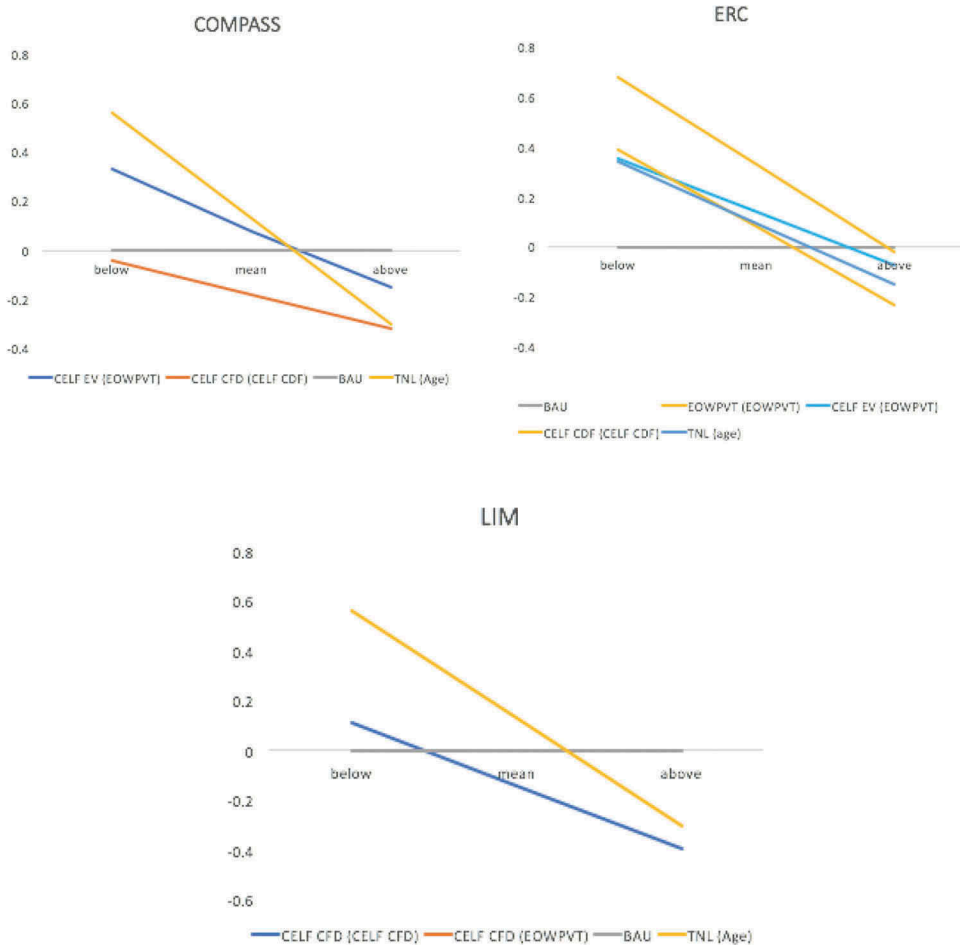 COMPASS
0.8
0.6
0.4
0.2
0
below mean above
-0.2
-0.4
CELF EV (EOWPVT) CELF CFD (CELF CDF) BAU TNL (Age)
ERC
0.8
0.6
0.4
0.2
0
below mean above
-0.2
-0.4
BAU EOWPVT (EOWPVT) CELF EV (EOWPVT)
CELF CDF (CELF CDF) TNL (age)
LIM
0.8
0.6
0.4
0.2
0
below mean above
-0.2
-0.4
-0.6
CELF CFD (CELF CFD) CELF CFD (EOWPVT) BAU TNL (Age)